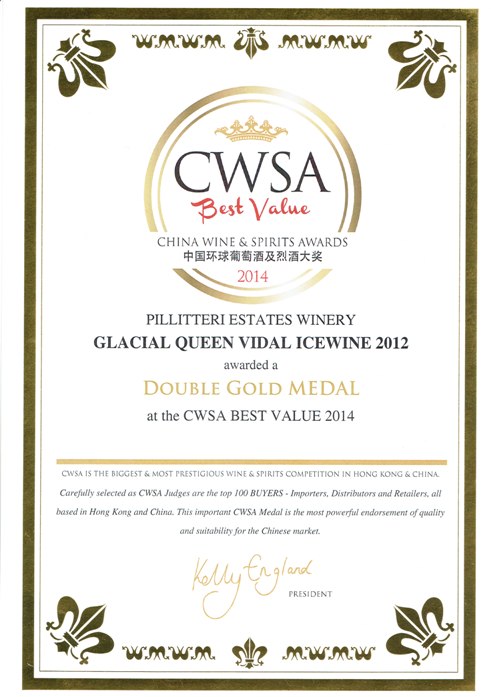 CWSA
Best Value
CHINA WINE & SPIRITS AWARDS
中国环球葡萄酒及烈酒大奖
2014
PILLITTERI ESTATES WINERY
GLACIAL QUEEN VIDAL ICEWINE 2012
awarded a
DOUBLE GOLD MEDAL
at the CWSA BEST VALUE 2014
CWSA IS THE BIGGEST & MOST PRESTIGIOUS WINE & SPIRITS COMPETITION IN HONG KONG & CHINA.
Carefully selected as CWSA Judges are the top 100 BUYERS - Importers, Distributors and Retailers, all
based in Hong Kong and China. This important CWSA Medal is the most powerful endorsement of quality
and suitability for the Chinese market.
Kelly England
PRESIDENT